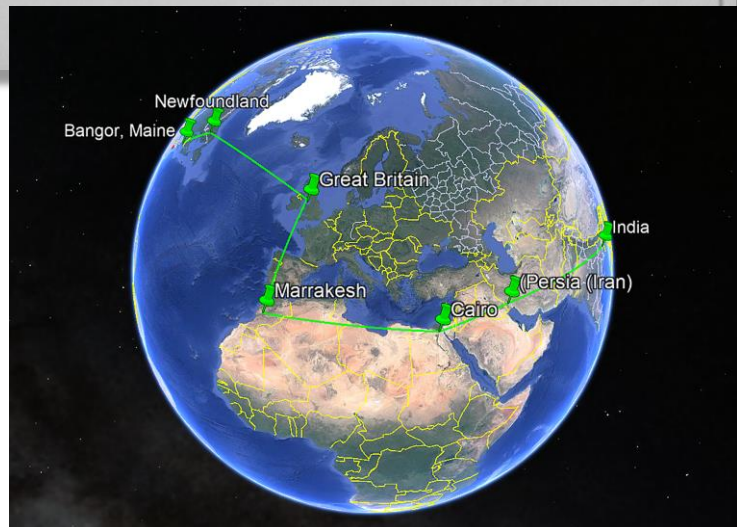 Newfoundland
Bangor, Maine
Great Britain
India
(Persia (Iran)
Marrakesh
Cairo